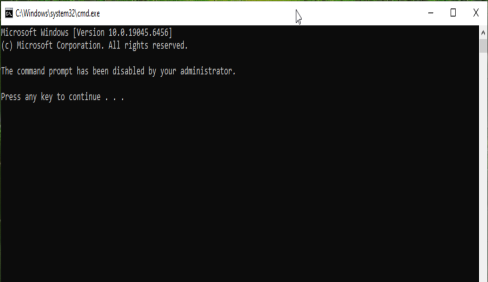 C:\Windows\system32\cmd.exe
Microsoft Windows [Version 10.0.19045.6456]
(c) Microsoft Corporation. All rights reserved.
The command prompt has been disabled by your administrator.
Press any key to continue . . .